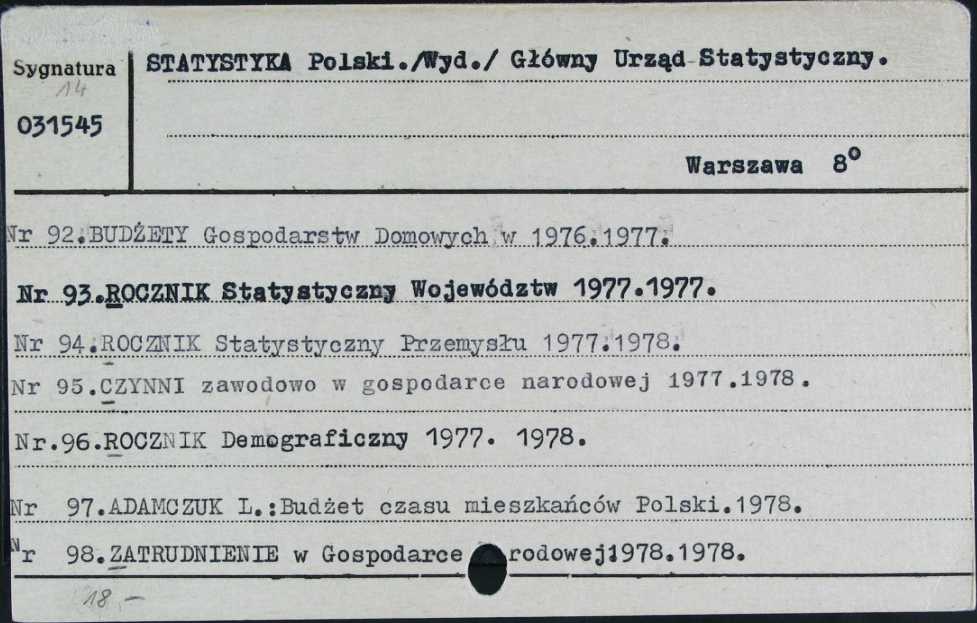 Sygnatura
14
031545
STATYSTYKA Polski./Wyd./ Główny Urząd Statystyczny.
Warszawa 8°
Nr 92.BUDŻETY Gospodarstw Domowych w 1976.1977.
Nr 93.ROCZNIK Statystyczny Województw 1977.1977.
Nr 94.ROCZNIK Statystyczny Przemysłu 1977.1978.
Nr 95.CZYNNI zawodowo w gospodarce narodowej 1977.1978.
Nr.96.ROCZNIK Demograficzny 1977. 1978.
Nr 97.ADAMCZUK L.:Budżet czasu mieszkańców Polski.1978.
Nr 98.ZATRUDNIENIE w Gospodarce rodowej1978.1978.
18,-